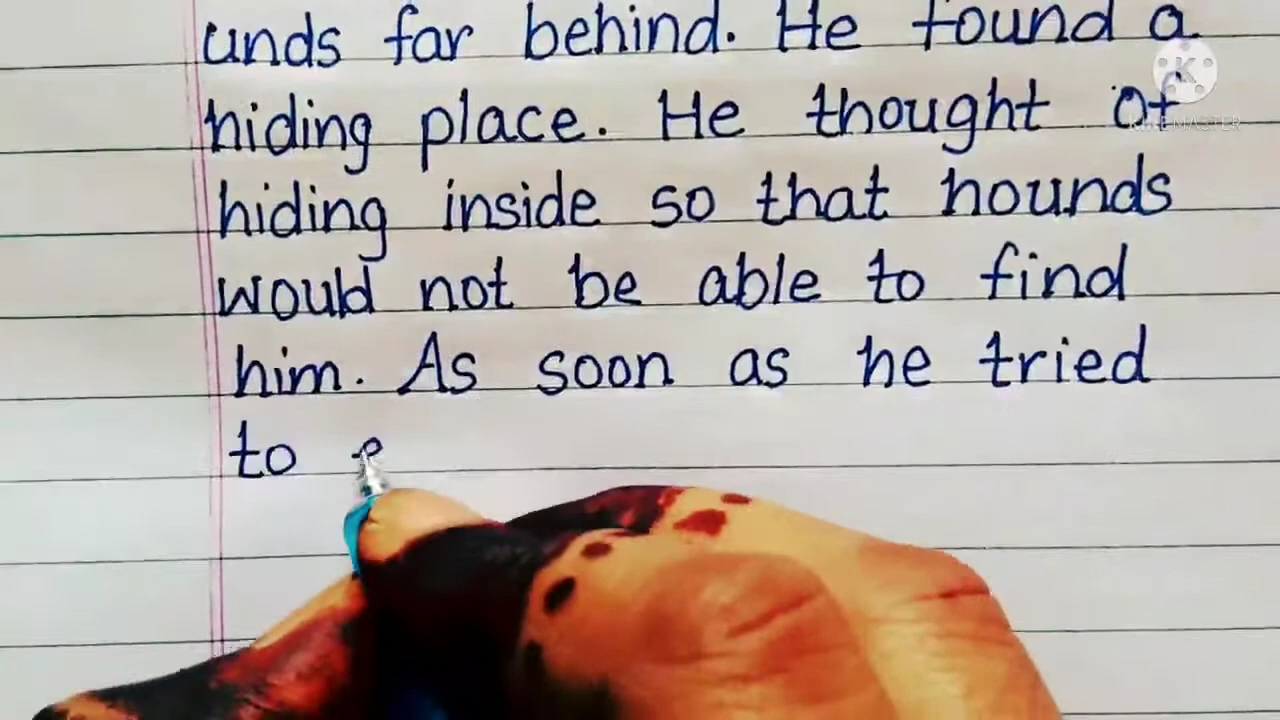 unds far behind. He found a
hiding place. He thought of
hiding inside so that hounds
would not be able to find
him. As soon as he tried
to e
KINEMASTER